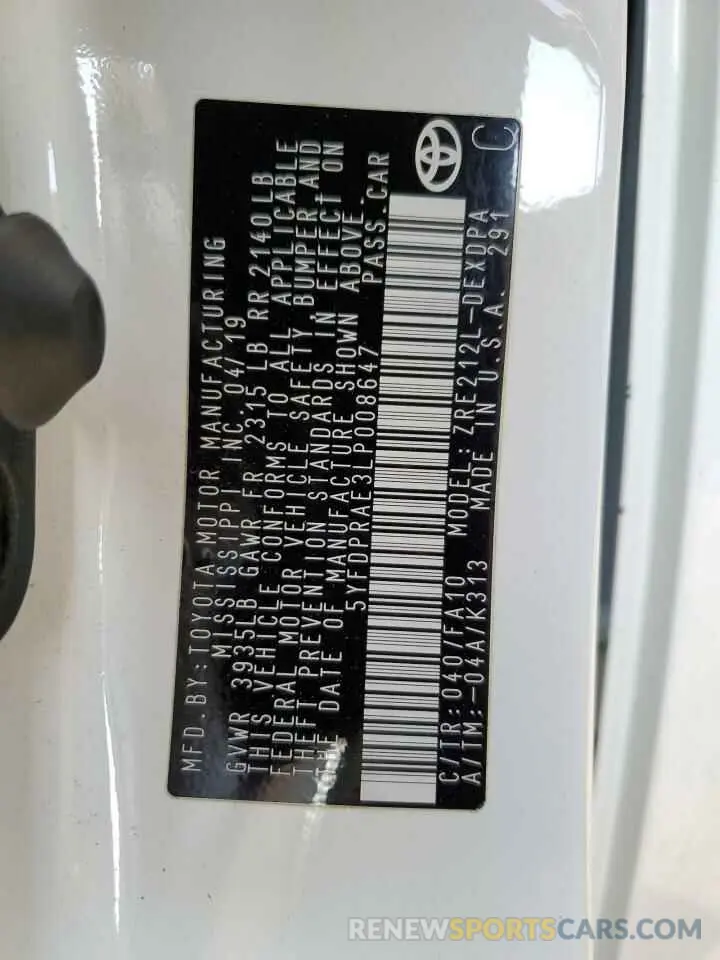 MFD.BY:TOYOTA MOTOR MANUFACTURING
MISSISSIPPI INC.04/19
GVWR 3935LB GAWR FR 2315 LB RR 2140LB
THIS VEHICLE CONFORMS TO ALL APPLICABLE
FEDERAL MOTOR VEHICLE SAFETY BUMPER AND
THEFT PREVENTION STANDARDS IN EFFECT ON
THE DATE OF MANUFACTURE SHOWN ABOVE.
5YFDPRAE3LP008647 PASS.CAR
C/TR:040/FA10 MODEL:ZRE212L-DEXDPA
A/TM:-04A/K313 MADE IN U.S.A. 291 C
RENEWSPORTSCARS.COM